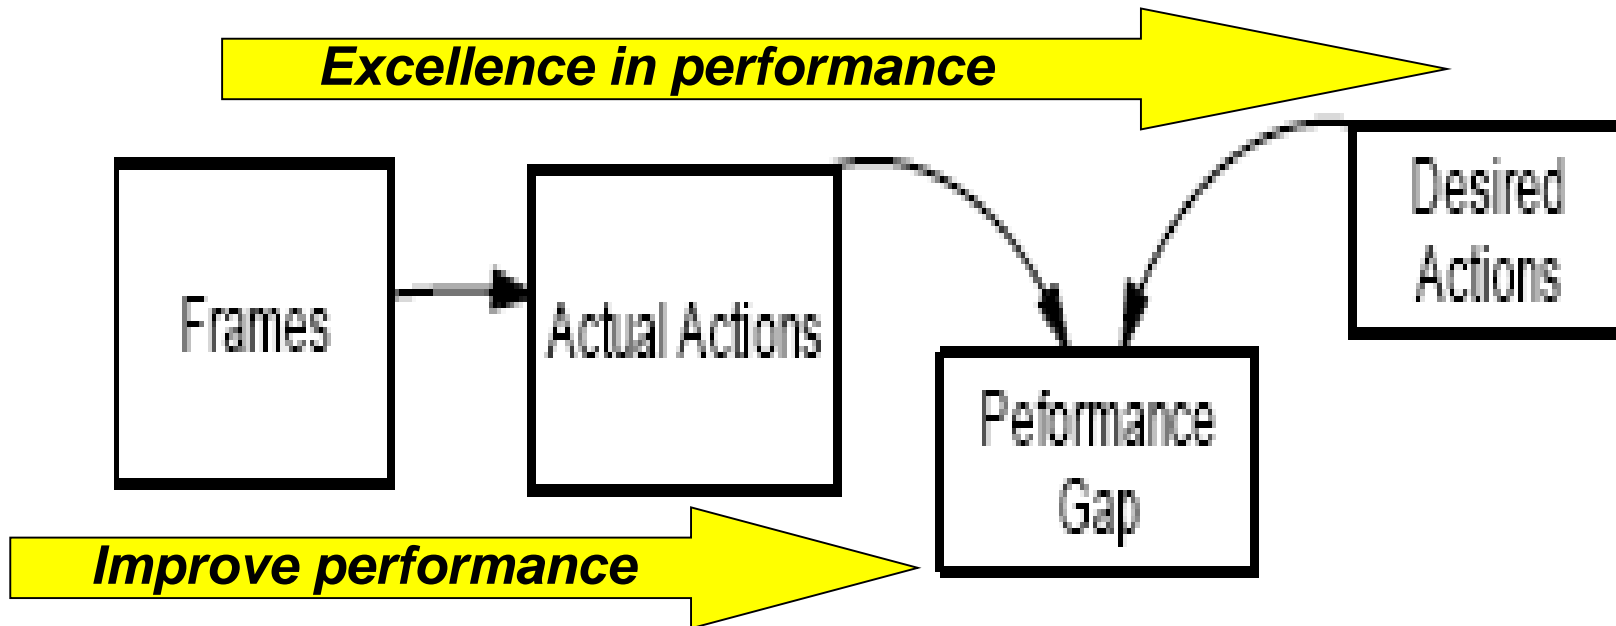 Excellence in performance
Frames
Actual Actions
Desired
Actions
Peformance
Gap
Improve performance